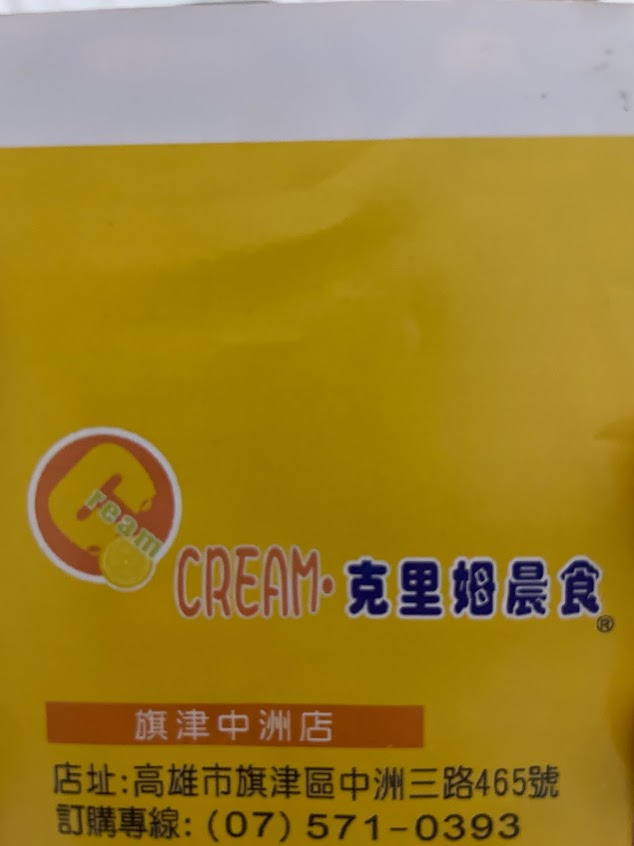 Cream
CREAM·克里姆晨食®
旗津中洲店
店址:高雄市旗津區中洲三路465號
訂購專線: (07) 571-0393